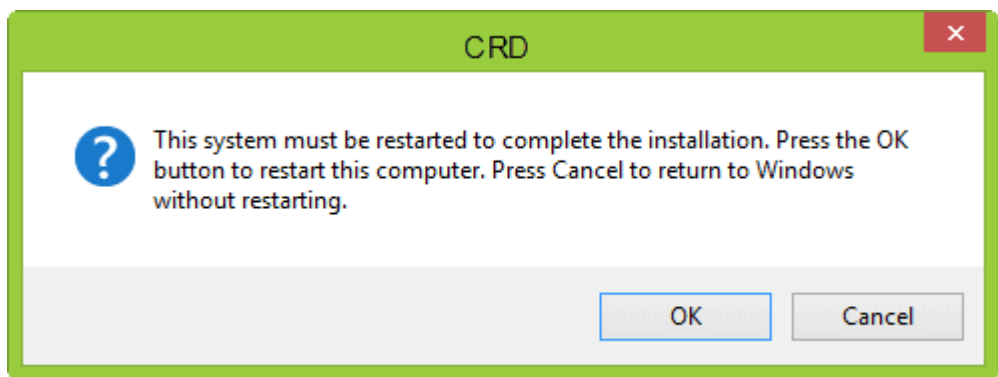 CRD
This system must be restarted to complete the installation. Press the OK
button to restart this computer. Press Cancel to return to Windows
without restarting.
OK
Cancel